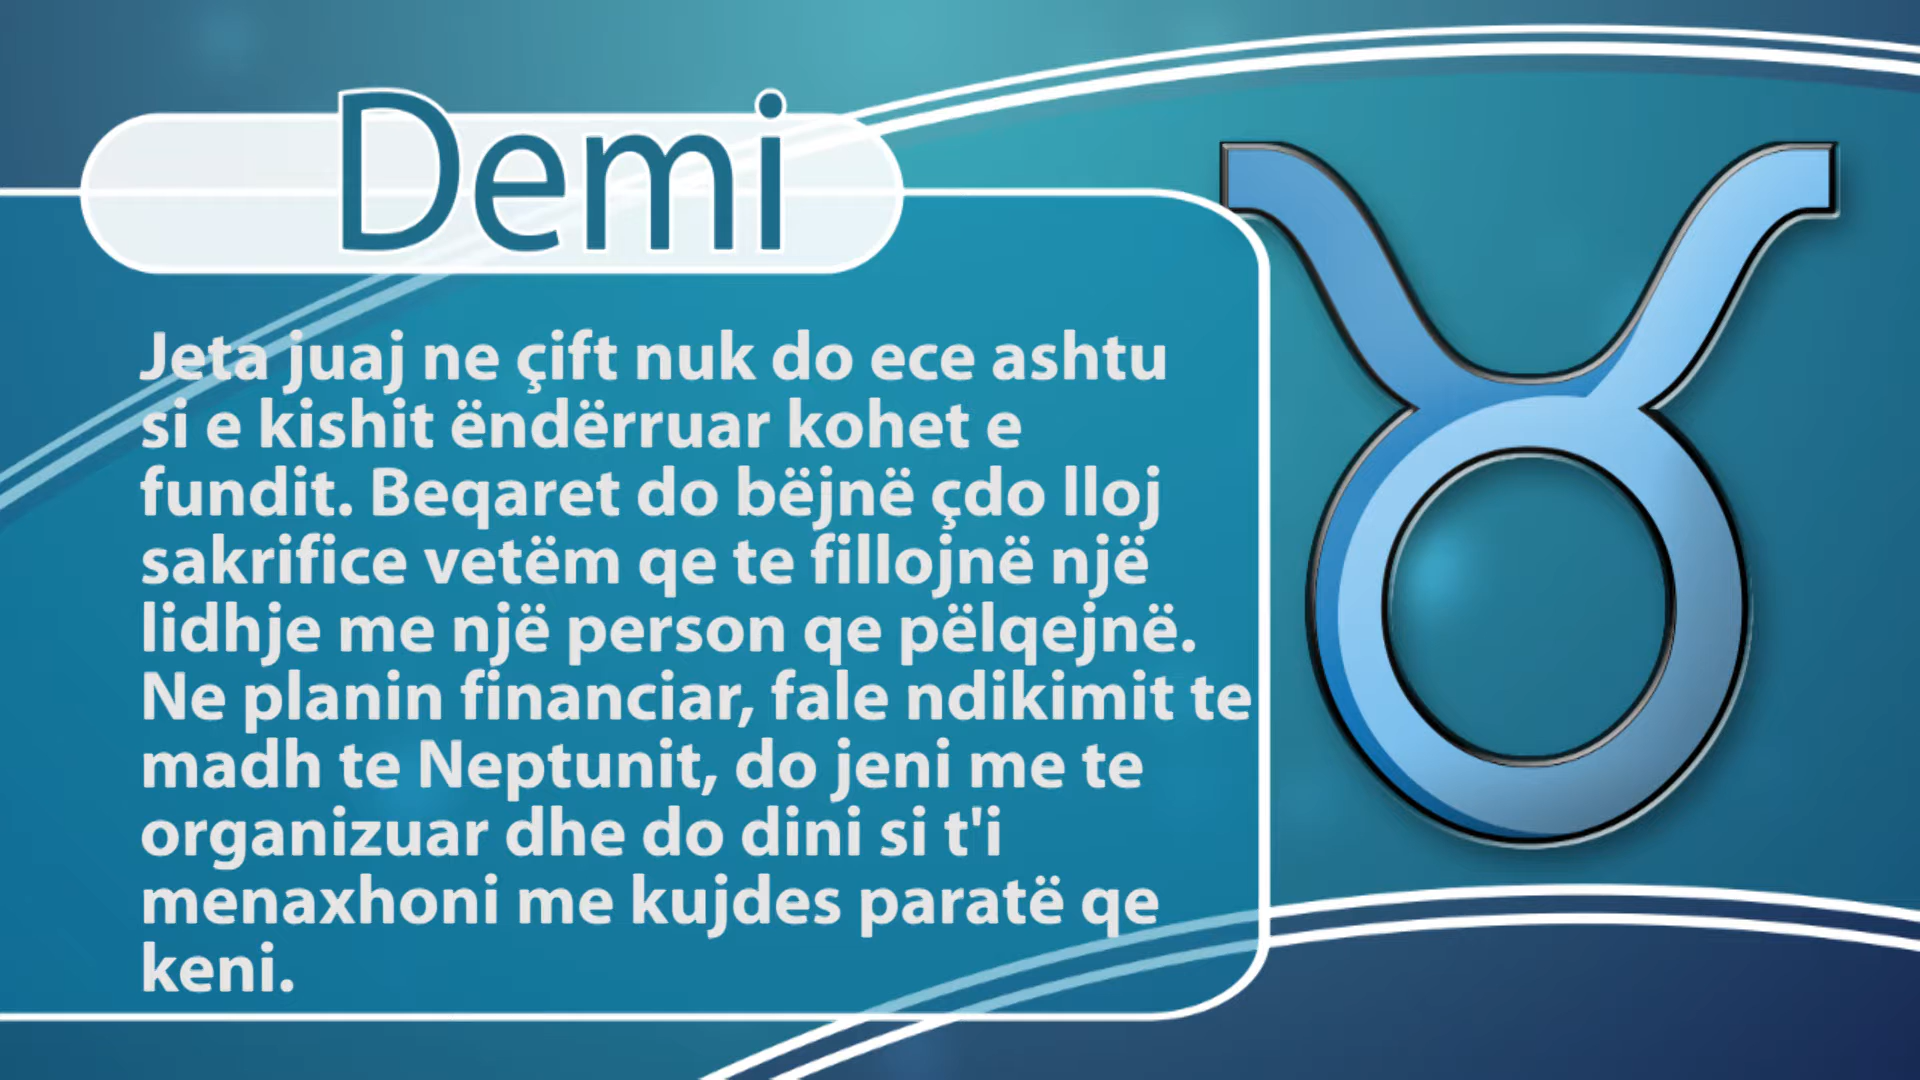 Demi
Jeta juaj ne çift nuk do ece ashtu
si e kishit ëndërruar kohet e
fundit. Beqaret do bëjnë çdo lloj
sakrifice vetëm qe te fillojnë një
lidhje me një person qe pëlqejnë.
Ne planin financiar, fale ndikimit te
madh te Neptunit, do jeni me te
organizuar dhe do dini si t'i
menaxhoni me kujdes paratë qe
keni.